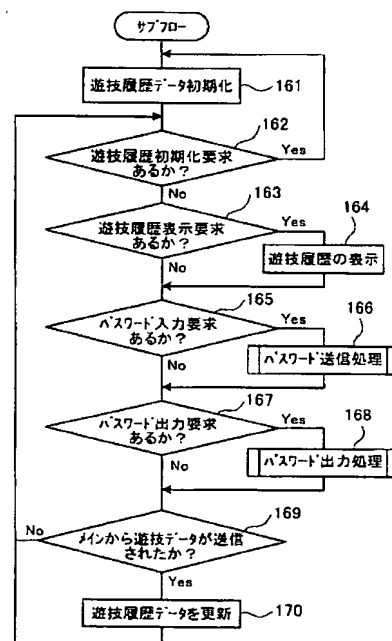 サブフロー
遊技履歴データ初期化
161
162
遊技履歴初期化要求
あるか？
Yes
No
163
遊技履歴表示要求
あるか？
Yes
164
遊技履歴の表示
No
165
パスワード入力要求
あるか？
Yes
166
パスワード送信処理
No
167
パスワード出力要求
あるか？
Yes
168
パスワード出力処理
No
169
メインから遊技データが送信
されたか？
No
Yes
遊技履歴データを更新
170